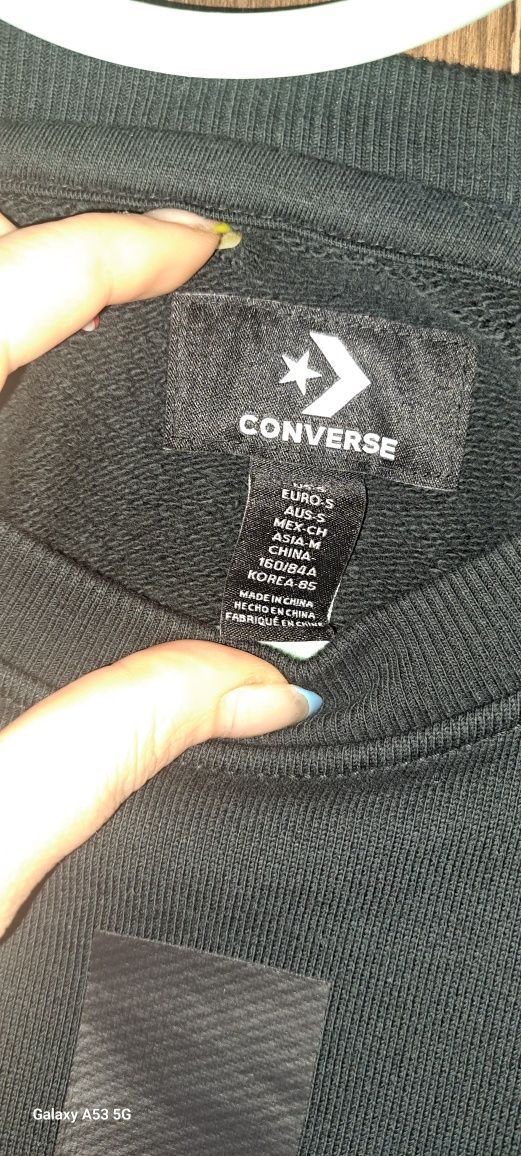 CONVERSE
EURO-S
AUS-S
MEX-CH
ASIA-M
CHINA-
160/84A
KOREA-85
MADE IN CHINA
HECHO EN CHINA
FABRIQUÉ EN CHINE
Galaxy A53 5G